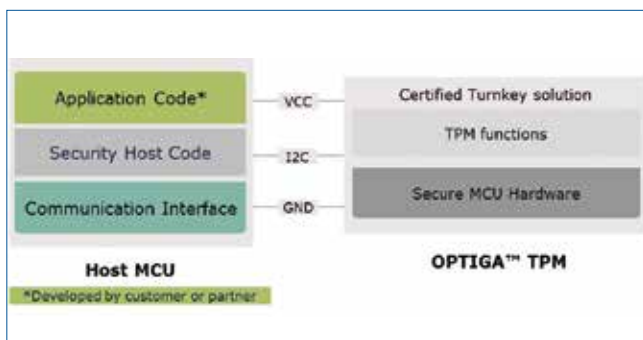 Application Code*
Security Host Code
Communication Interface
Host MCU
*Developed by customer or partner
VCC
I2C
GND
Certified Turnkey solution
TPM functions
Secure MCU Hardware
OPTIGA™ TPM